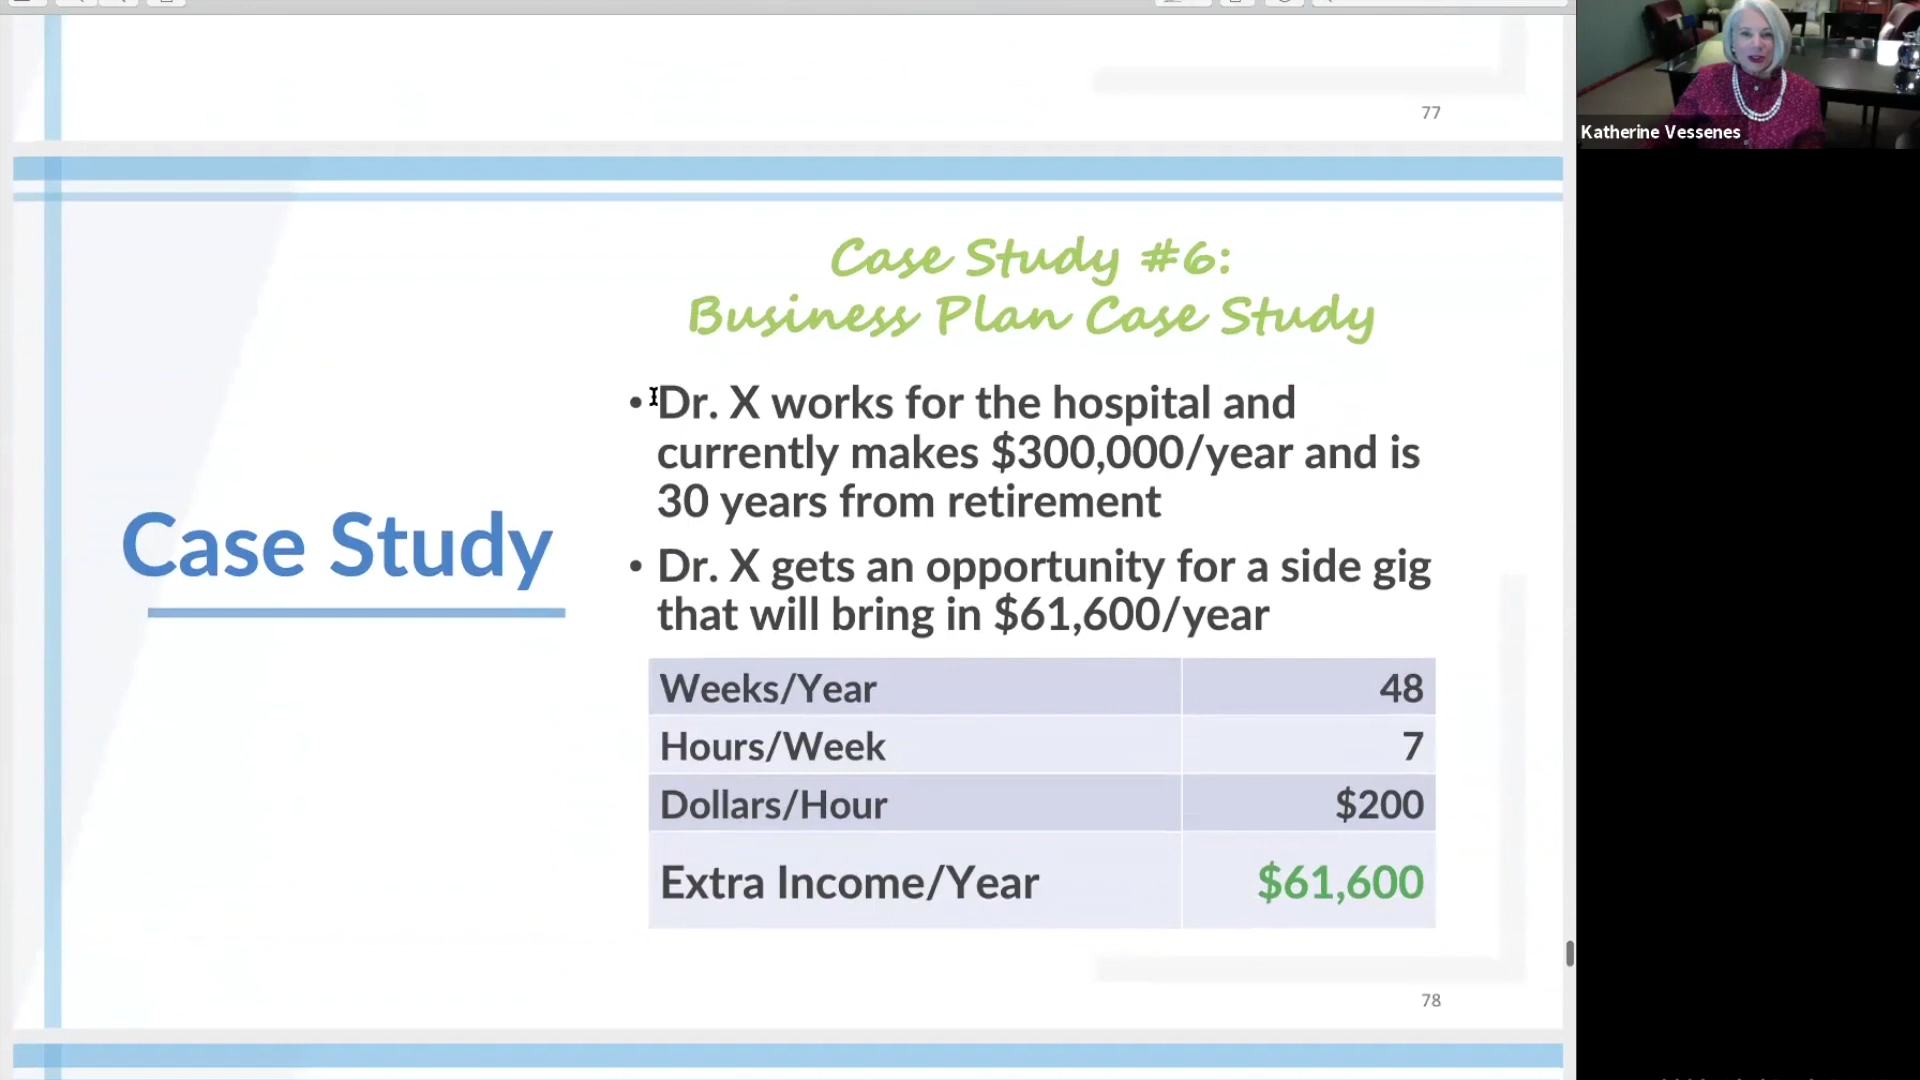 77
Katherine Vessenes
Case Study #6:
Business Plan Case Study
• Dr. X works for the hospital and
currently makes $300,000/year and is
30 years from retirement
Case Study
• Dr. X gets an opportunity for a side gig
that will bring in $61,600/year
Weeks/Year 48
Hours/Week 7
Dollars/Hour $200
Extra Income/Year $61,600
78